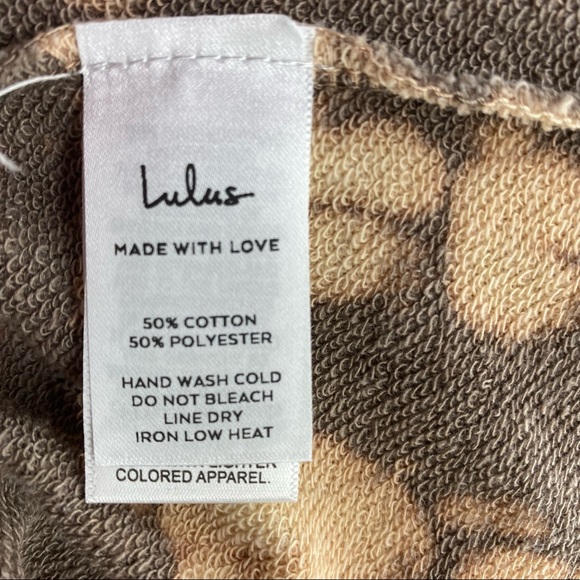 Lulus
MADE WITH LOVE
50% COTTON
50% POLYESTER
HAND WASH COLD
DO NOT BLEACH
LINE DRY
IRON LOW HEAT
LIGHTER
COLORED APPAREL.